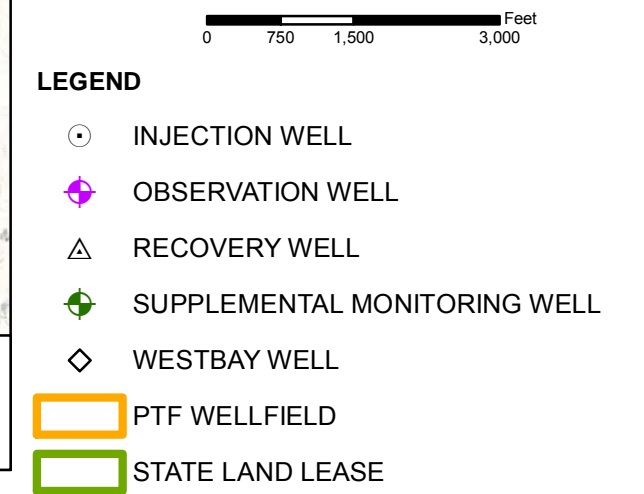 Feet
0 750 1,500 3,000
LEGEND
INJECTION WELL
OBSERVATION WELL
RECOVERY WELL
SUPPLEMENTAL MONITORING WELL
WESTBAY WELL
PTF WELLFIELD
STATE LAND LEASE